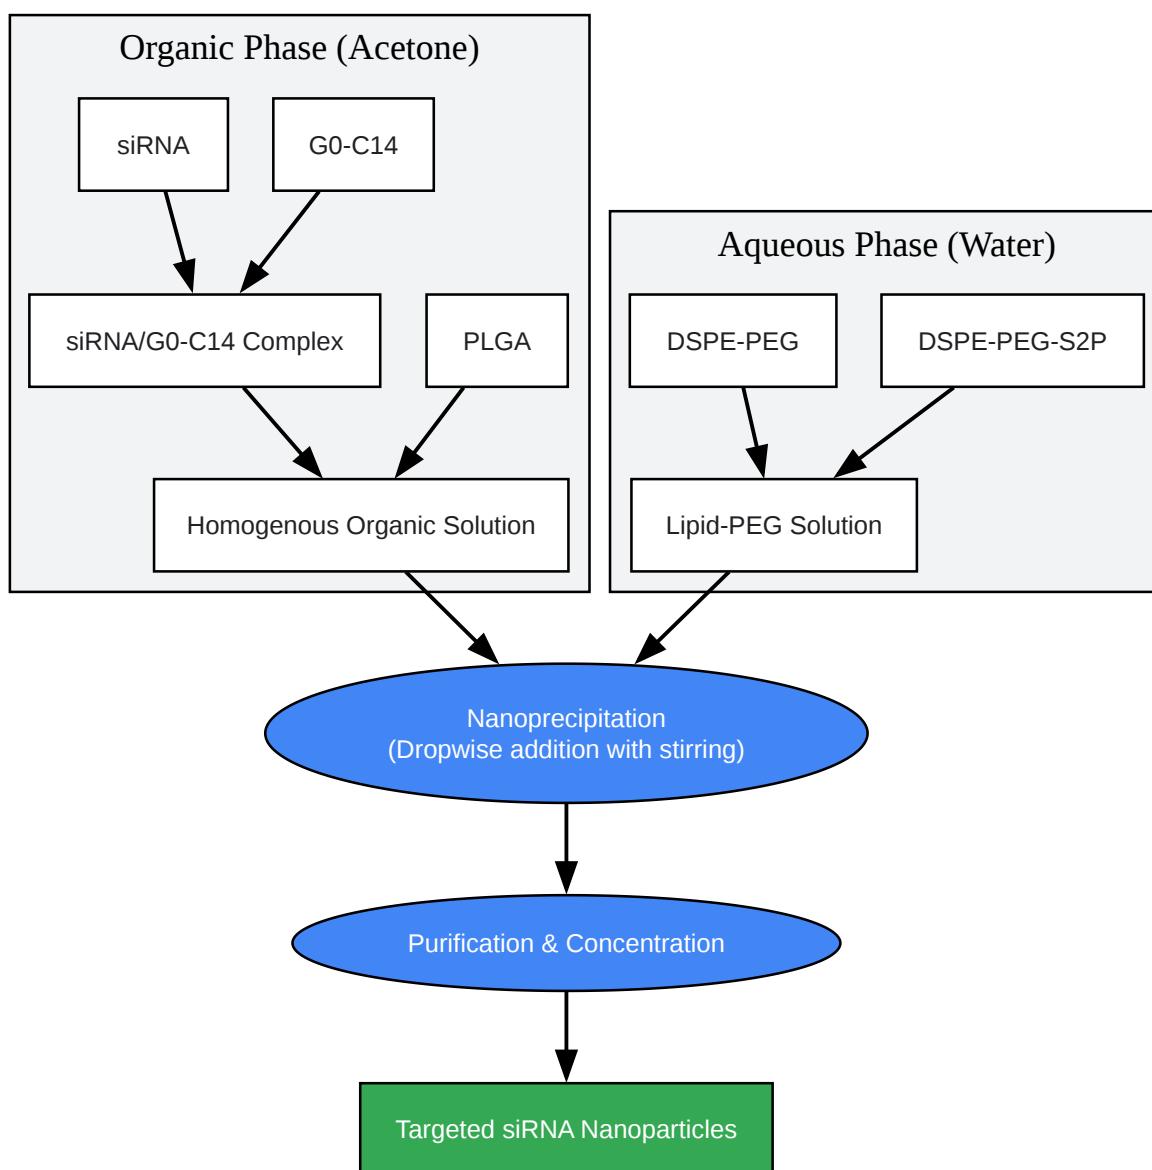 Organic Phase (Acetone)
siRNA
G0-C14
siRNA/G0-C14 Complex
PLGA
Homogenous Organic Solution
Aqueous Phase (Water)
DSPE-PEG
DSPE-PEG-S2P
Lipid-PEG Solution
Nanoprecipitation
(Dropwise addition with stirring)
Purification & Concentration
Targeted siRNA Nanoparticles